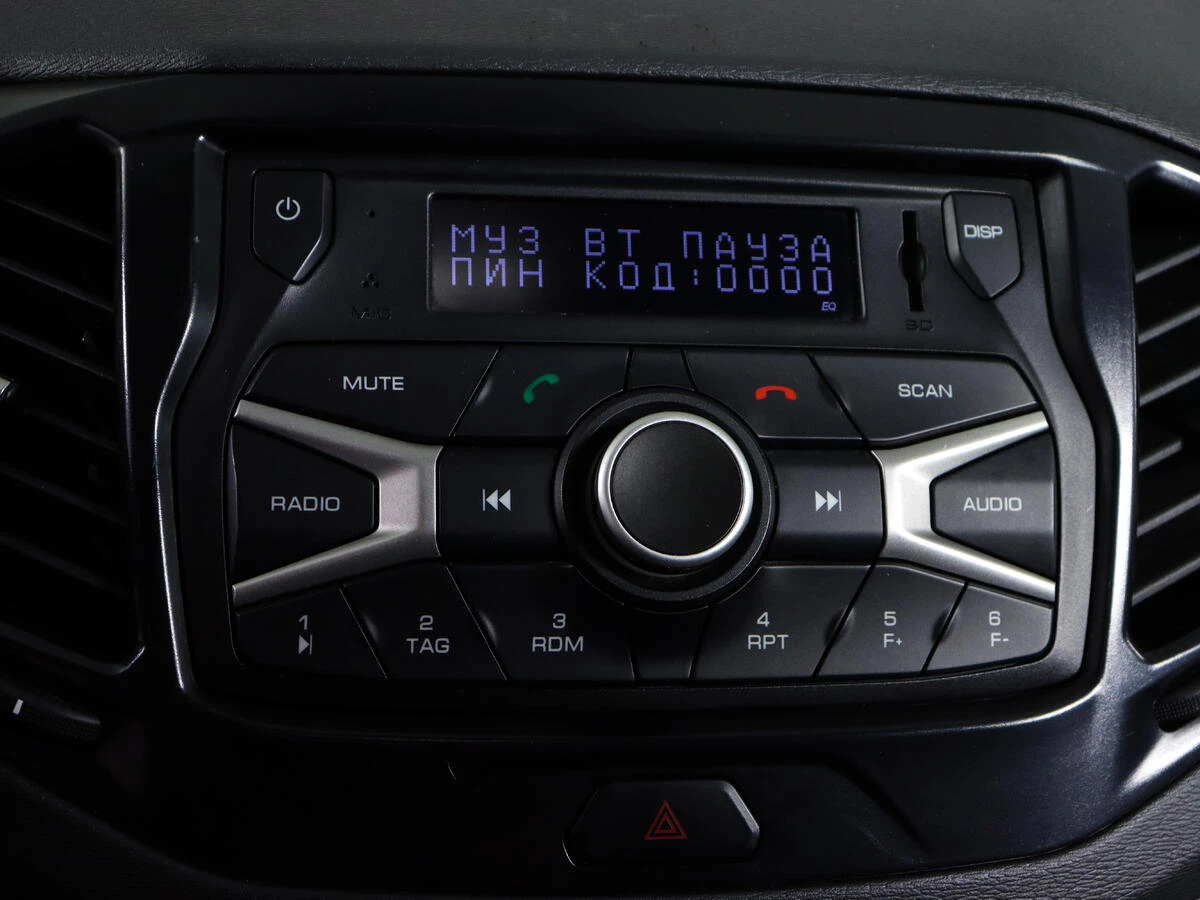 МУЗ ВТ ПАУЗА
ПИН КОД:0000
EQ
DISP
MIC
SD
MUTE
SCAN
RADIO
AUDIO
1
2
TAG
3
RDM
4
RPT
5
F+
6
F-